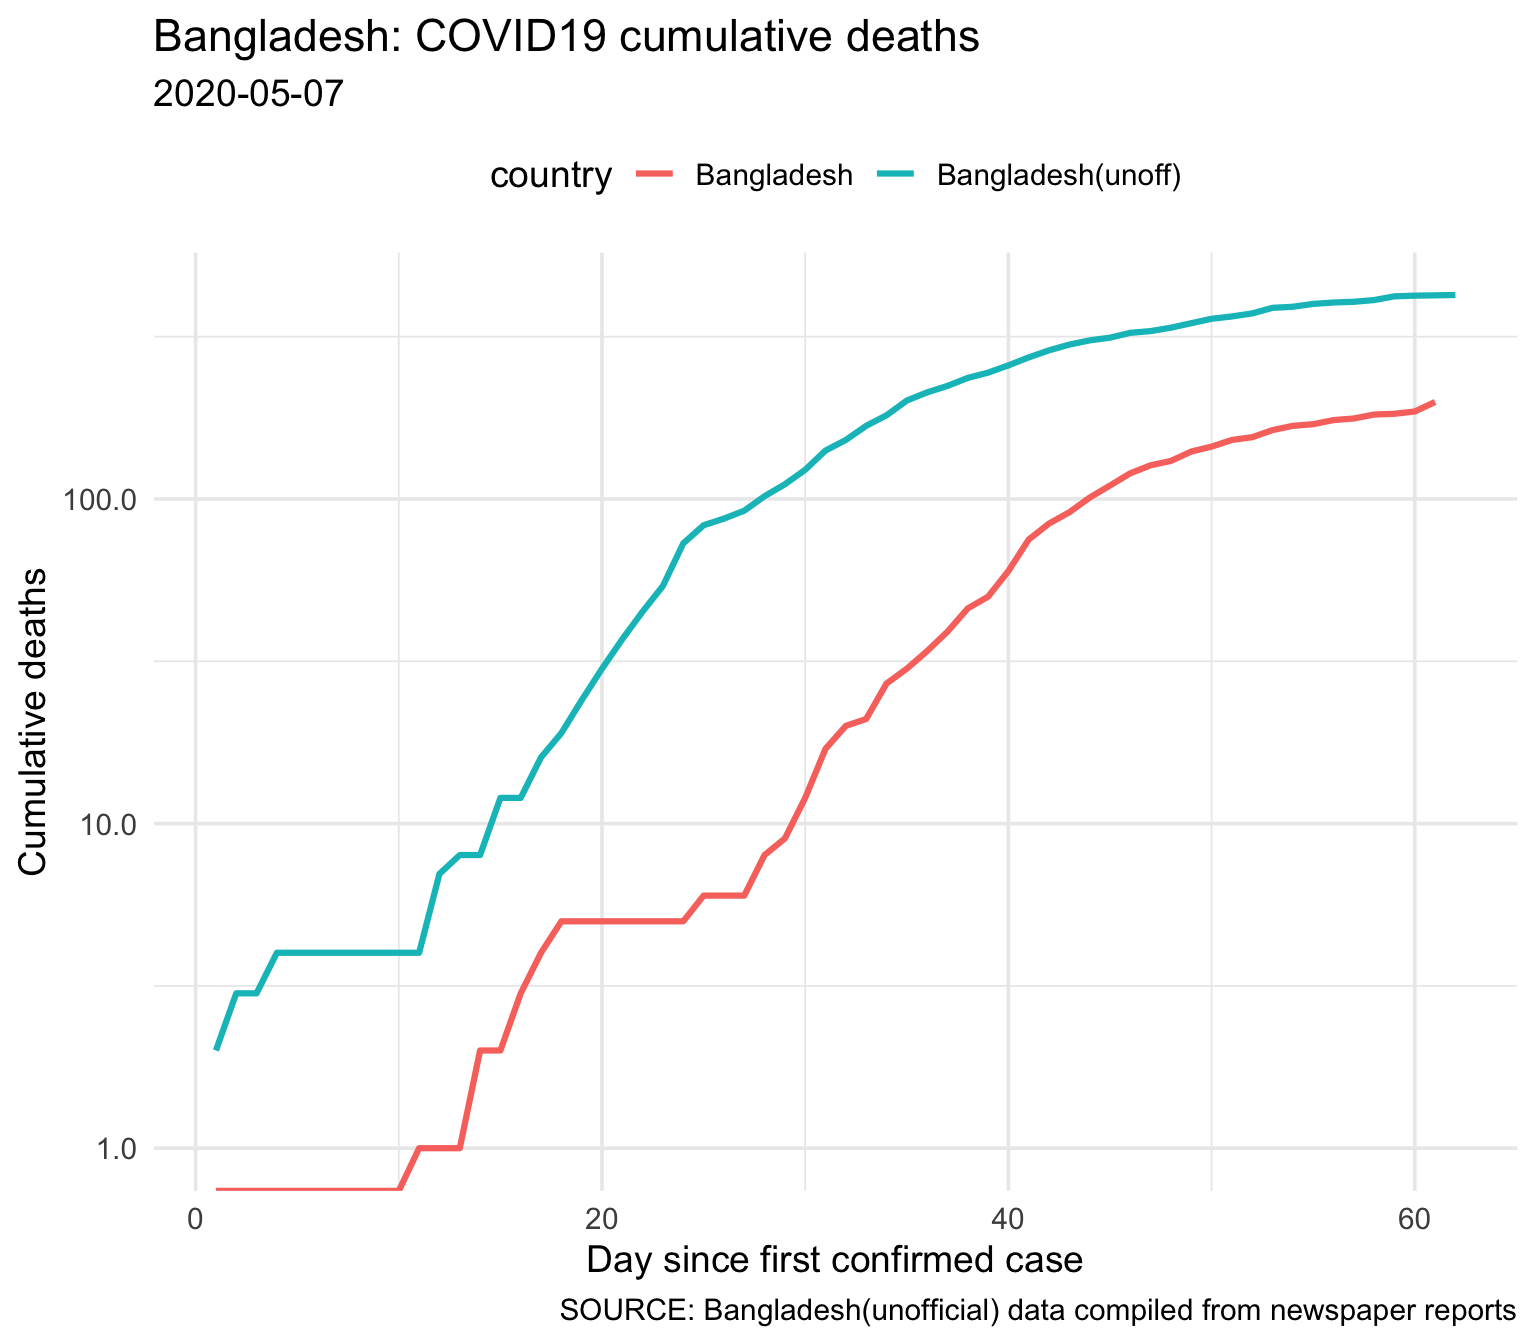 Bangladesh: COVID19 cumulative deaths
2020-05-07
country Bangladesh Bangladesh(unoff)
100.0
10.0
1.0
Cumulative deaths
0 20 40 60
Day since first confirmed case
SOURCE: Bangladesh(unofficial) data compiled from newspaper reports